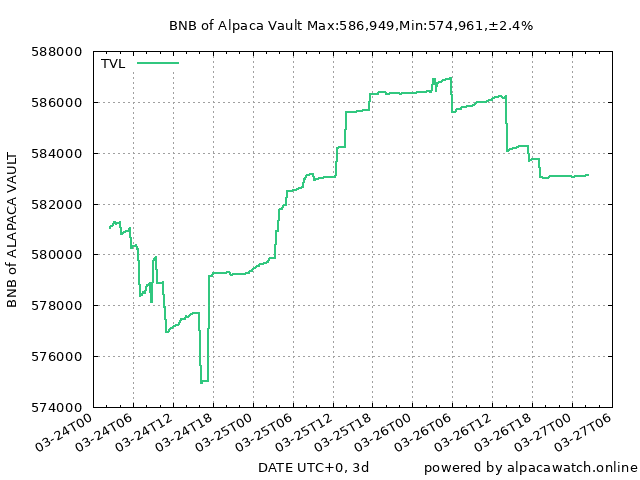 BNB of Alpaca Vault Max:586,949,Min:574,961,±2.4%
TVL
588000
586000
584000
582000
580000
578000
576000
574000
BNB of ALAPACA VAULT
03-24T00
03-24T06
03-24T12
03-24T18
03-25T00
03-25T06
03-25T12
03-25T18
03-26T00
03-26T06
03-26T12
03-26T18
03-27T00
03-27T06
DATE UTC+0, 3d
powered by alpacawatch.online